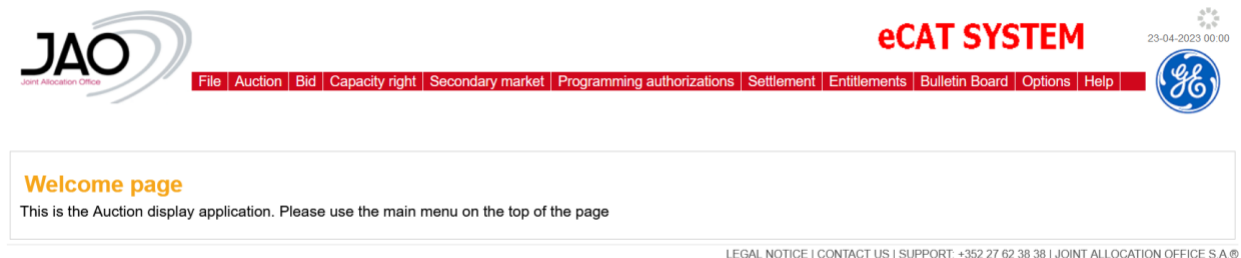 JAO
Joint Allocation Office
eCAT SYSTEM
23-04-2023 00:00
File Auction Bid Capacity right Secondary market Programming authorizations Settlement Entitlements Bulletin Board Options Help
GE
Welcome page
This is the Auction display application. Please use the main menu on the top of the page
LEGAL NOTICE | CONTACT US | SUPPORT: +352 27 62 38 38 | JOINT ALLOCATION OFFICE S.A.®